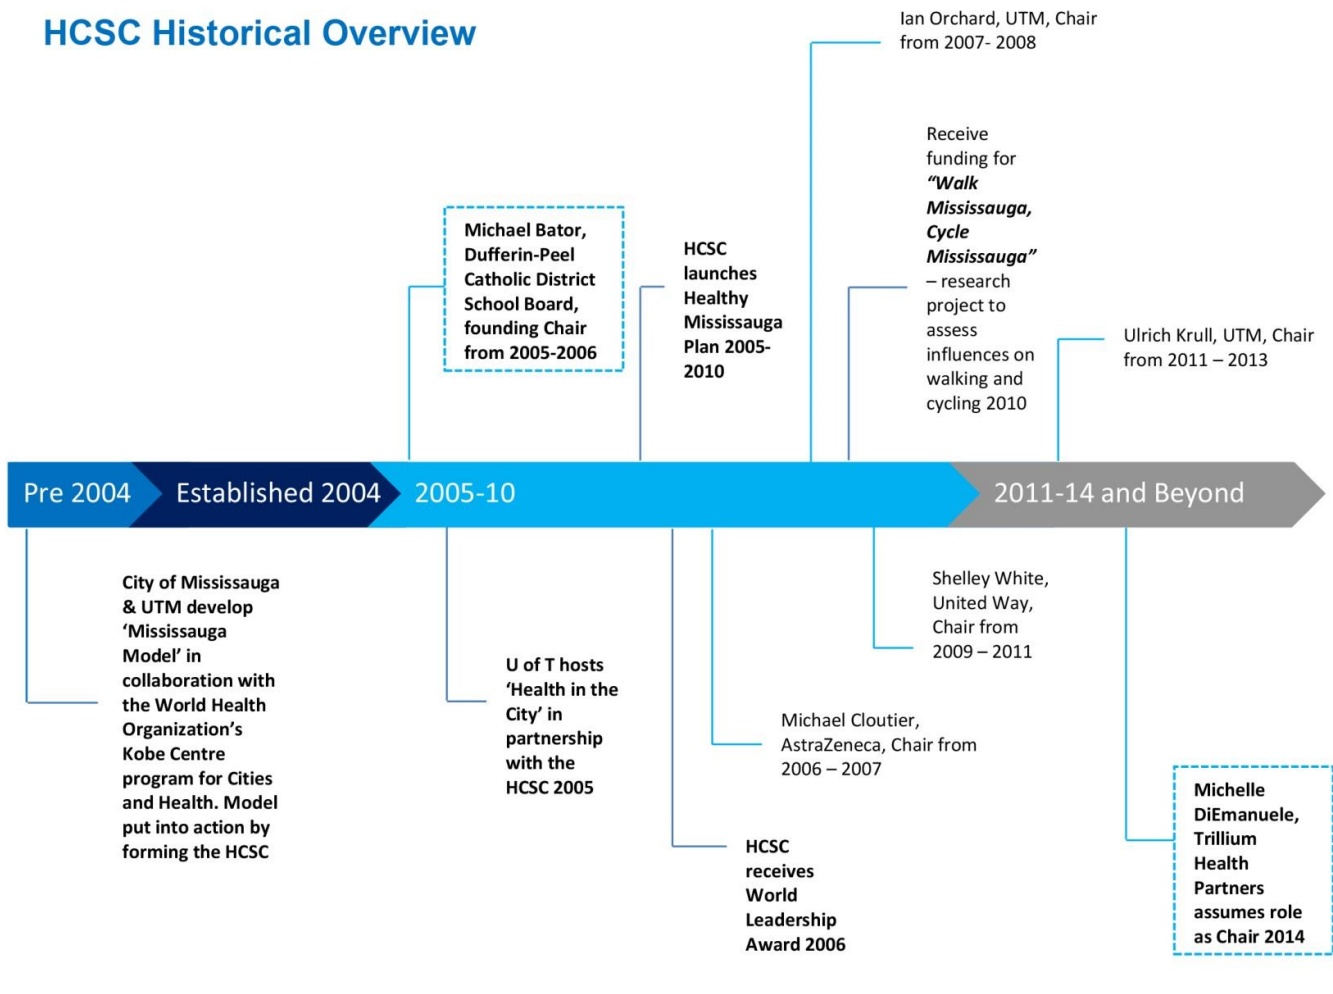 HCSC Historical Overview
Ian Orchard, UTM, Chair
from 2007- 2008
Receive
funding for
“Walk
Mississauga,
Cycle
Mississauga”
– research
project to
assess
influences on
walking and
cycling 2010
Michael Bator,
Dufferin-Peel
Catholic District
School Board,
founding Chair
from 2005-2006
HCSC
launches
Healthy
Mississauga
Plan 2005-
2010
Ulrich Krull, UTM, Chair
from 2011 – 2013
Pre 2004
Established 2004
2005-10
2011-14 and Beyond
City of Mississauga
& UTM develop
‘Mississauga
Model’ in
collaboration with
the World Health
Organization’s
Kobe Centre
program for Cities
and Health. Model
put into action by
forming the HCSC
U of T hosts
‘Health in the
City’ in
partnership
with the
HCSC 2005
HCSC
receives
World
Leadership
Award 2006
Michael Cloutier,
AstraZeneca, Chair from
2006 – 2007
Shelley White,
United Way,
Chair from
2009 – 2011
Michelle
DiEmanuele,
Trillium
Health
Partners
assumes role
as Chair 2014